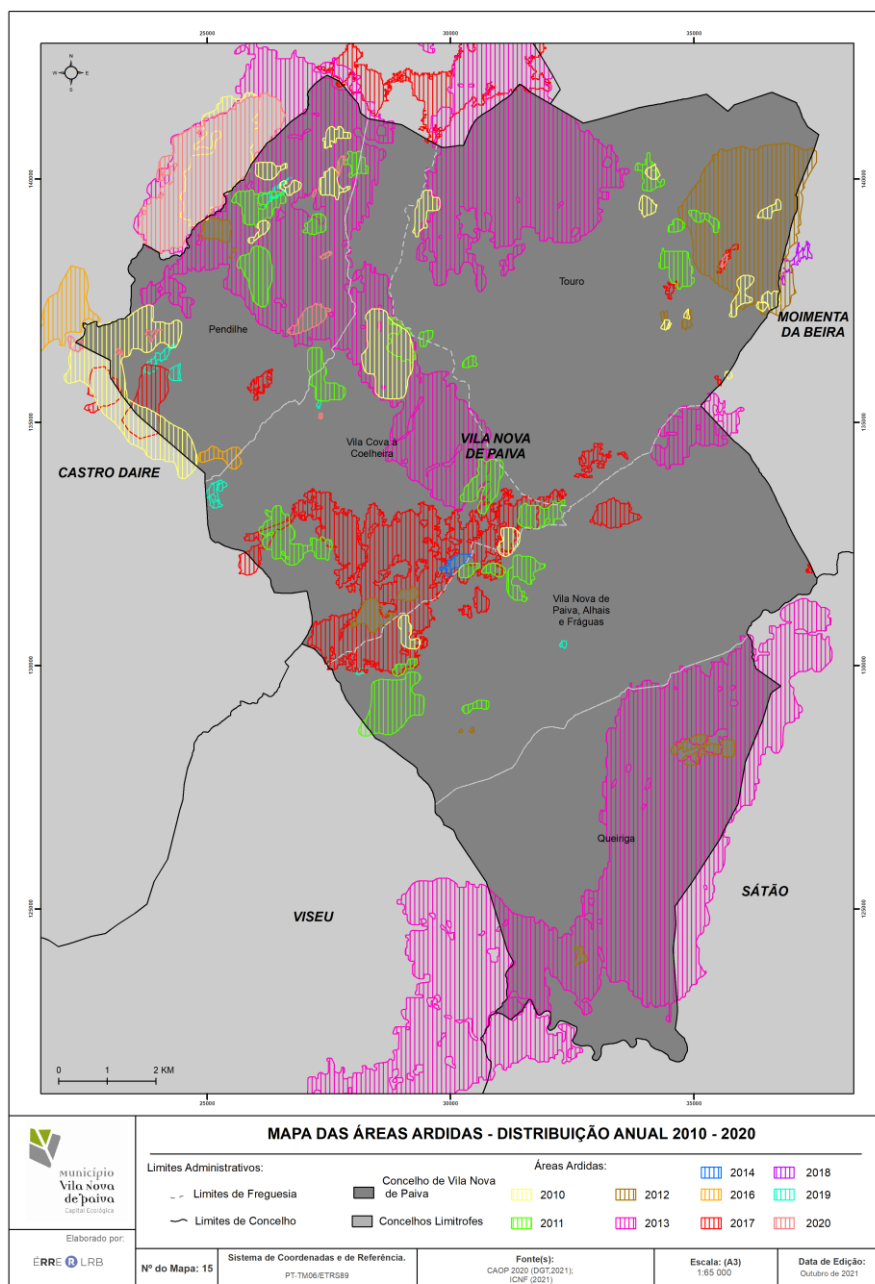 25000
30000
35000
N
W
E
S
140000
140000
Touro
Pendilhe
MOIMENTA
DA BEIRA
135000
135000
Vila Cova à
Coelheira
VILA NOVA
DE PAIVA
CASTRO DAIRE
Vila Nova de
Paiva, Alhais
e Fráguas
130000
130000
Queiriga
SÁTÃO
VISEU
125000
125000
0 1 2 KM
25000
30000
35000
MAPA DAS ÁREAS ARDIDAS - DISTRIBUIÇÃO ANUAL 2010 - 2020
município
vila nova
de paiva
Capital Ecológica
Elaborado por:
ÉRRE R LRB
Limites Administrativos:
Limites de Freguesia
Limites de Concelho
Concelho de Vila Nova
de Paiva
Concelhos Limitrofes
Áreas Ardidas:
2010
2011
2012
2013
2014
2016
2017
2018
2019
2020
Nº do Mapa: 15
Sistema de Coordenadas e de Referência.
PT-TM06/ETRS89
Fonte(s):
CAOP 2020 (DGT,2021);
ICNF (2021)
Escala: (A3)
1:65 000
Data de Edição:
Outubro de 2021